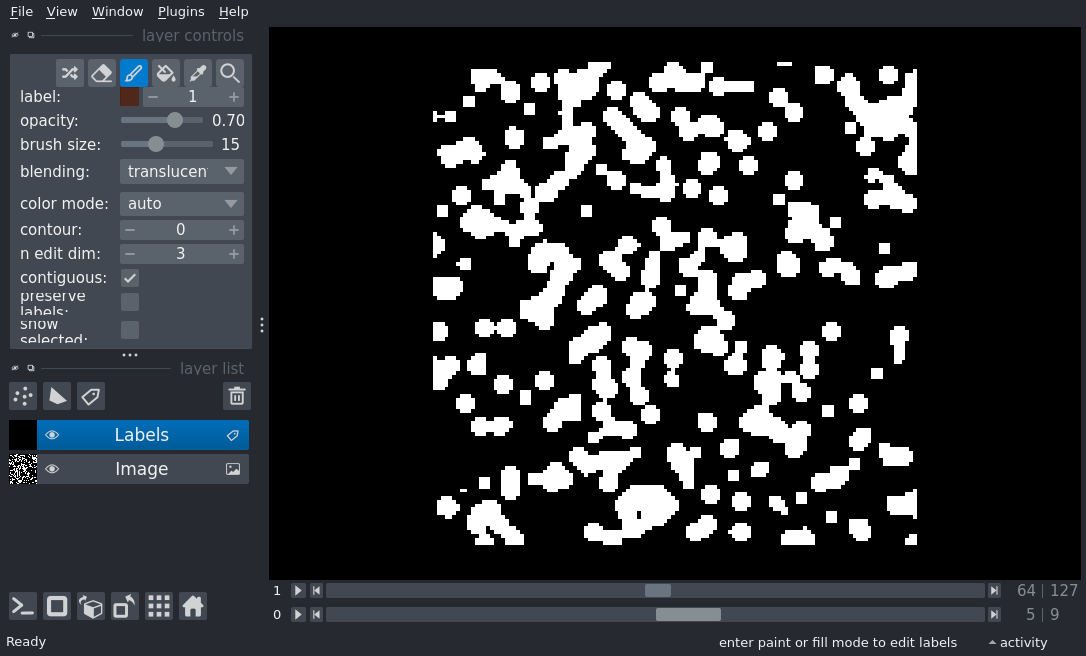 File View Window Plugins Help
layer controls
label: 1
opacity: 0.70
brush size: 15
blending: translucen
color mode: auto
contour: 0
n edit dim: 3
contiguous:
preserve
labels:
show
selected:
layer list
Labels
Image
1 64 127
0 5 9
Ready enter paint or fill mode to edit labels activity